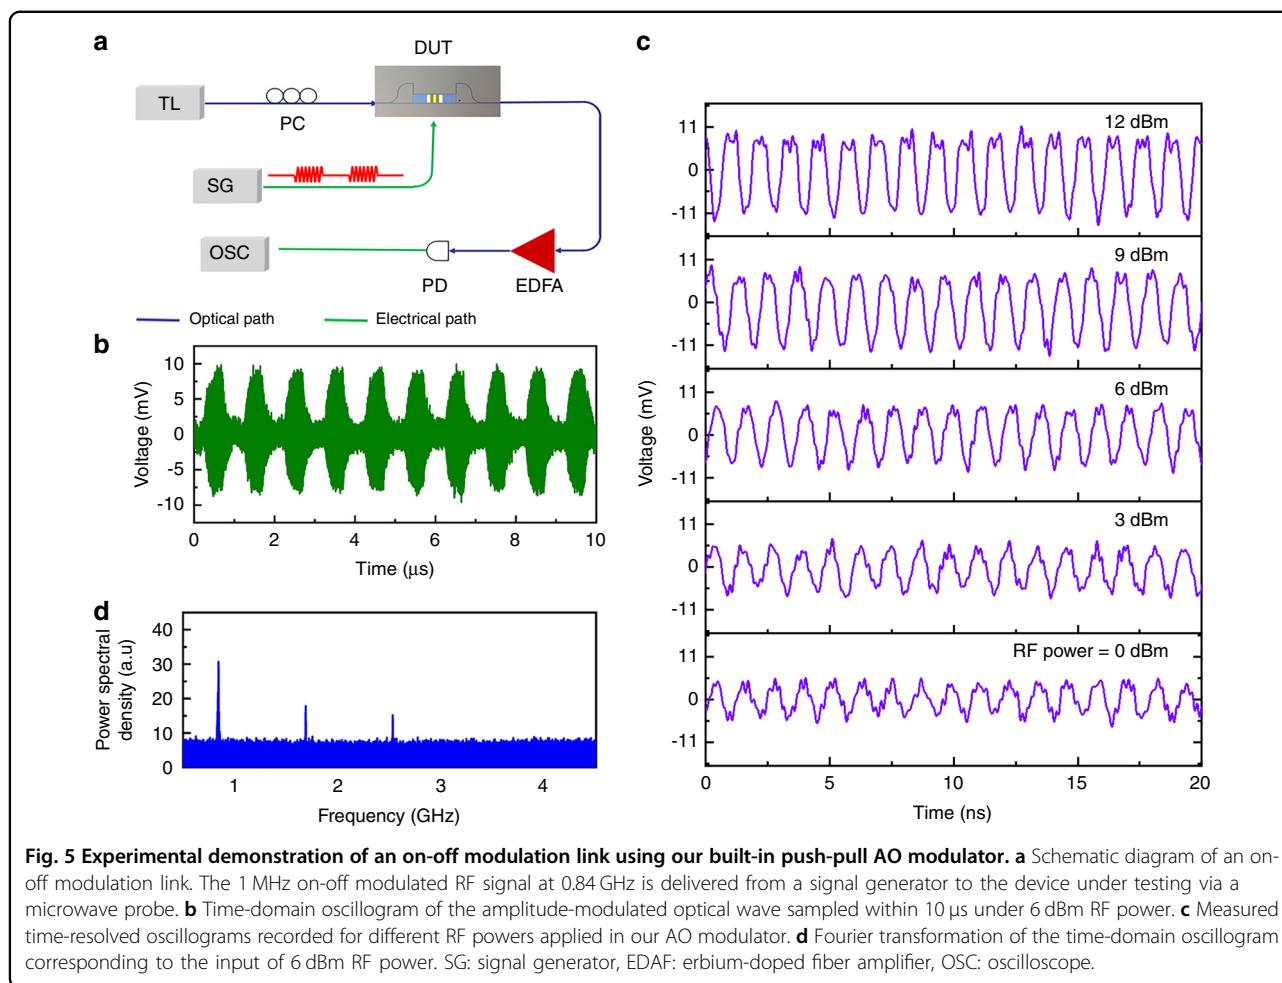 a
DUT
TL
PC
SG
OSC
PD
EDFA
Optical path
Electrical path
b
Voltage (mV)
10
5
0
-5
-10
0
2
4
6
8
10
Time (μs)
d
Power spectral
density (a.u)
40
30
20
10
0
1
2
3
4
Frequency (GHz)
c
Voltage (mV)
12 dBm
11
0
-11
9 dBm
11
0
-11
6 dBm
11
0
-11
3 dBm
11
0
-11
RF power = 0 dBm
11
0
-11
0
5
10
15
20
Time (ns)
Fig. 5 Experimental demonstration of an on-off modulation link using our built-in push-pull AO modulator. a Schematic diagram of an on-
off modulation link. The 1 MHz on-off modulated RF signal at 0.84 GHz is delivered from a signal generator to the device under testing via a
microwave probe. b Time-domain oscillogram of the amplitude-modulated optical wave sampled within 10 μs under 6 dBm RF power. c Measured
time-resolved oscillograms recorded for different RF powers applied in our AO modulator. d Fourier transformation of the time-domain oscillogram
corresponding to the input of 6 dBm RF power. SG: signal generator, EDAF: erbium-doped fiber amplifier, OSC: oscilloscope.